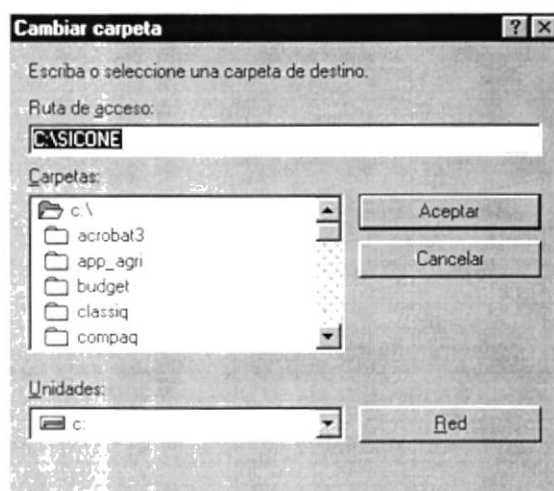 Cambiar carpeta
Escriba o seleccione una carpeta de destino.
Ruta de acceso:
C:\SICONE
Carpetas:
c:\
acrobat3
app_agri
budget
classiq
compaq
Aceptar
Cancelar
Unidades:
c:
Red